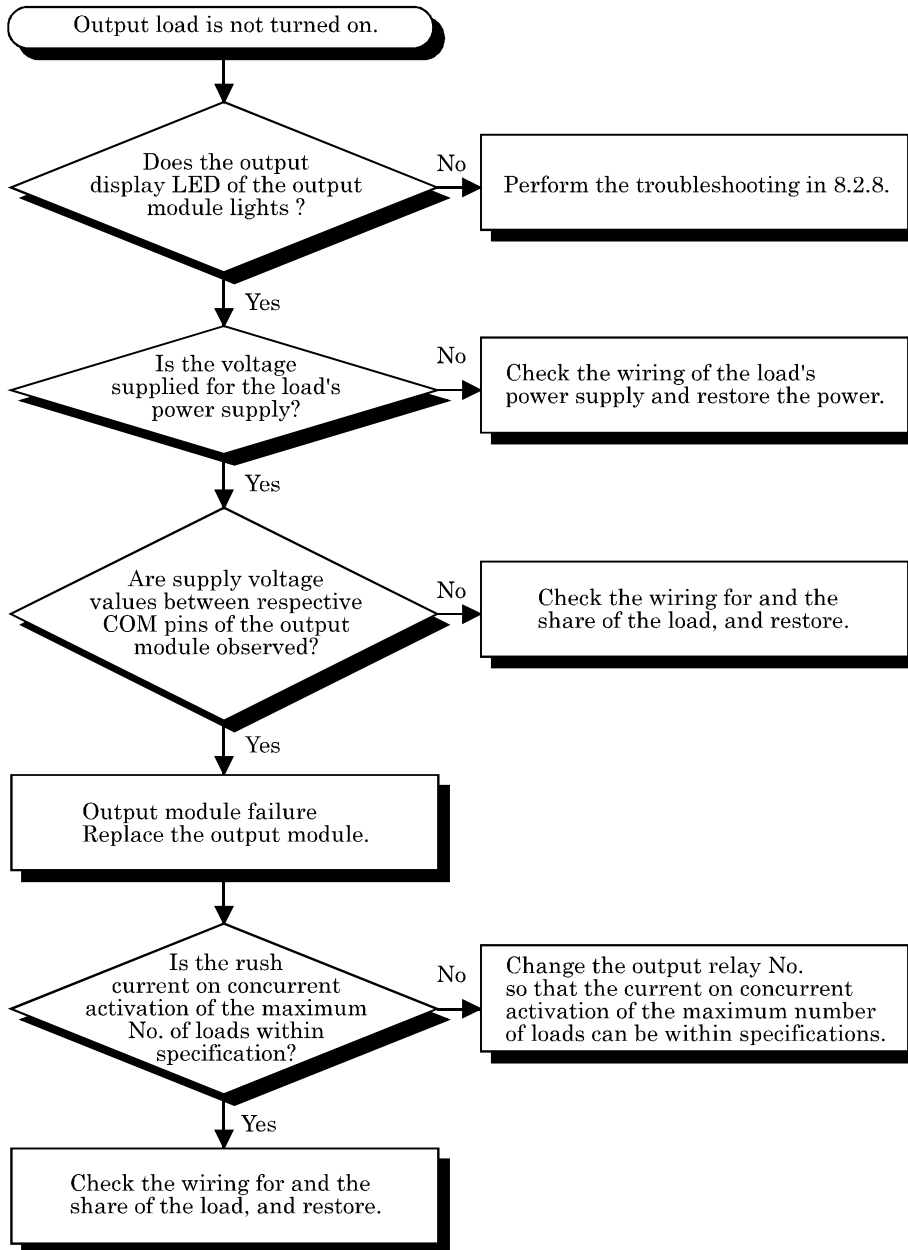 Output load is not turned on.
Does the output
display LED of the output
module lights ?
No
Perform the troubleshooting in 8.2.8.
Yes
Is the voltage
supplied for the load's
power supply?
No
Check the wiring of the load's
power supply and restore the power.
Yes
Are supply voltage
values between respective
COM pins of the output
module observed?
No
Check the wiring for and the
share of the load, and restore.
Yes
Output module failure
Replace the output module.
Is the rush
current on concurrent
activation of the maximum
No. of loads within
specification?
No
Change the output relay No.
so that the current on concurrent
activation of the maximum number
of loads can be within specifications.
Yes
Check the wiring for and the
share of the load, and restore.